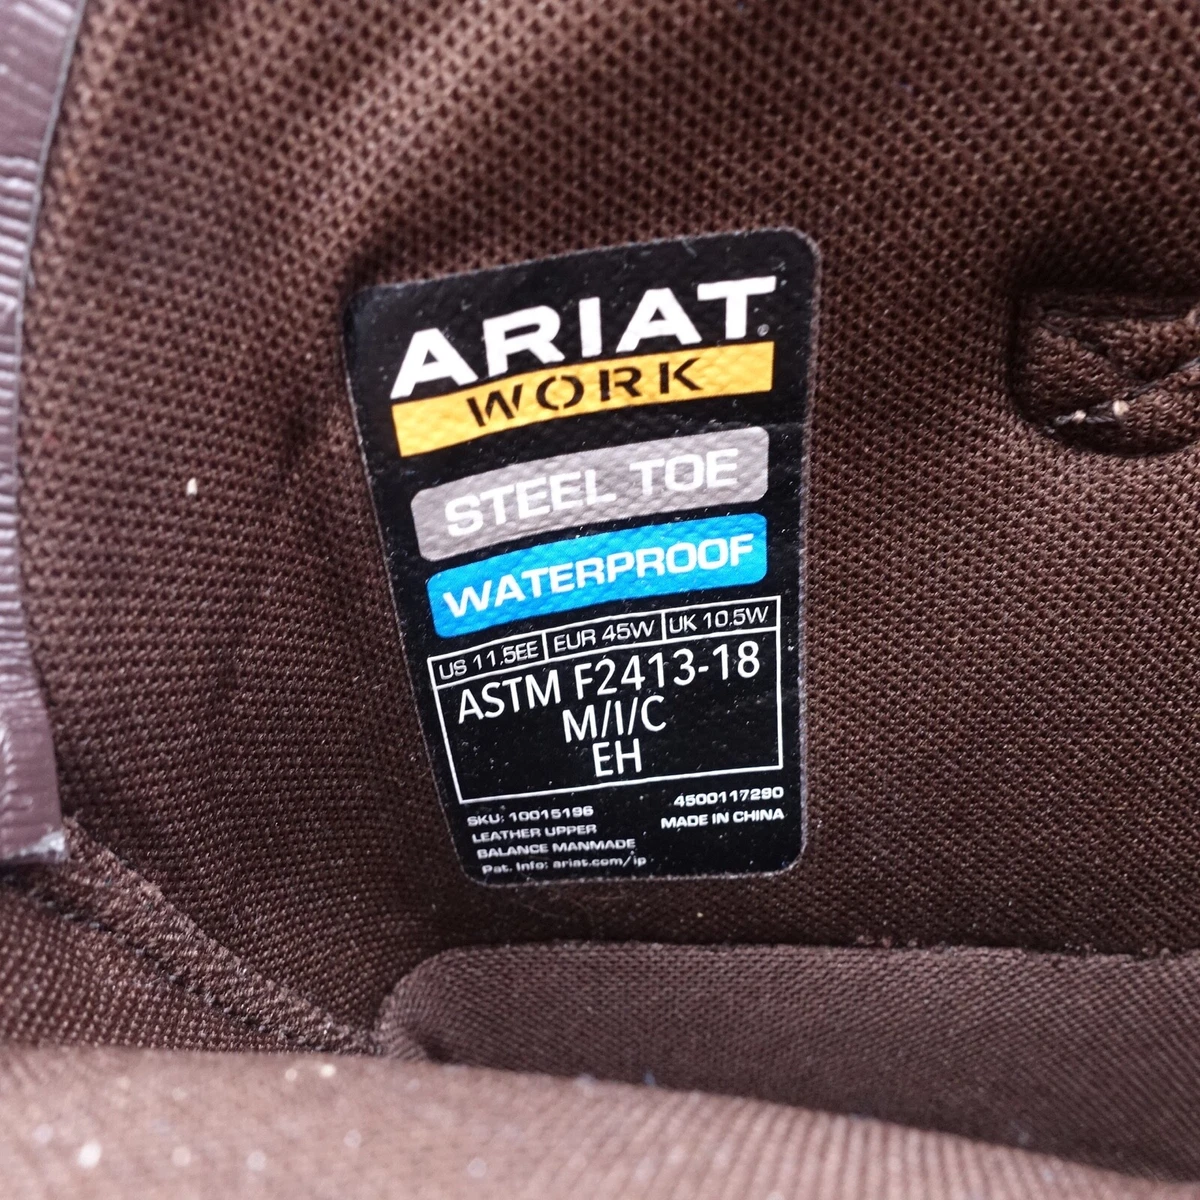 ARIAT®
WORK
STEEL TOE
WATERPROOF
US 11.5EE EUR 45W UK 10.5W
ASTM F2413-18
M/I/C
EH
SKU: 10015196
LEATHER UPPER
BALANCE MANMADE
Pat. Info: ariat.com/ip
4500117290
MADE IN CHINA